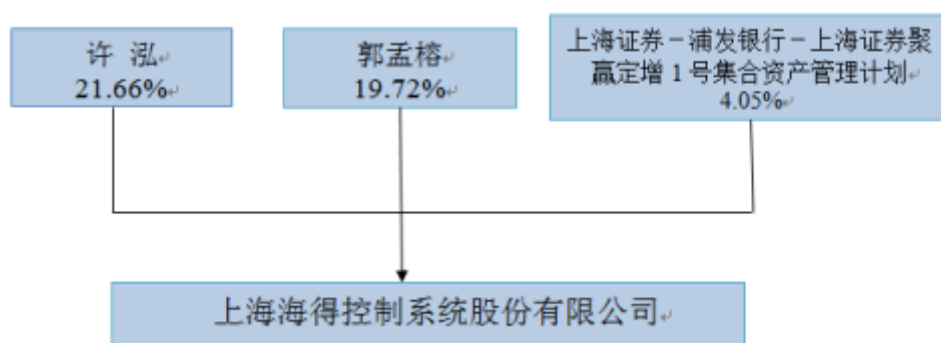 许 泓
21.66%
郭孟榕
19.72%
上海证券－浦发银行－上海证券聚
赢定增 1 号集合资产管理计划
4.05%
上海海得控制系统股份有限公司